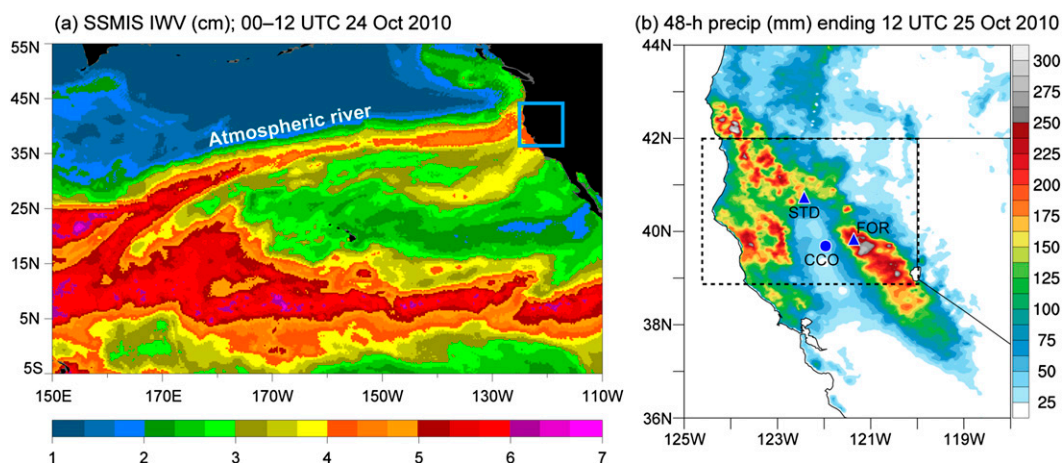 (a) SSMIS IWV (cm); 00–12 UTC 24 Oct 2010
55N
45N
35N
25N
15N
5N
5S
Atmospheric river
150E 170E 170W 150W 130W 110W
1 2 3 4 5 6 7
(b) 48-h precip (mm) ending 12 UTC 25 Oct 2010
44N
42N
40N
38N
36N
STD
FOR
CCO
125W 123W 121W 119W
300
275
250
225
200
175
150
125
100
75
50
25